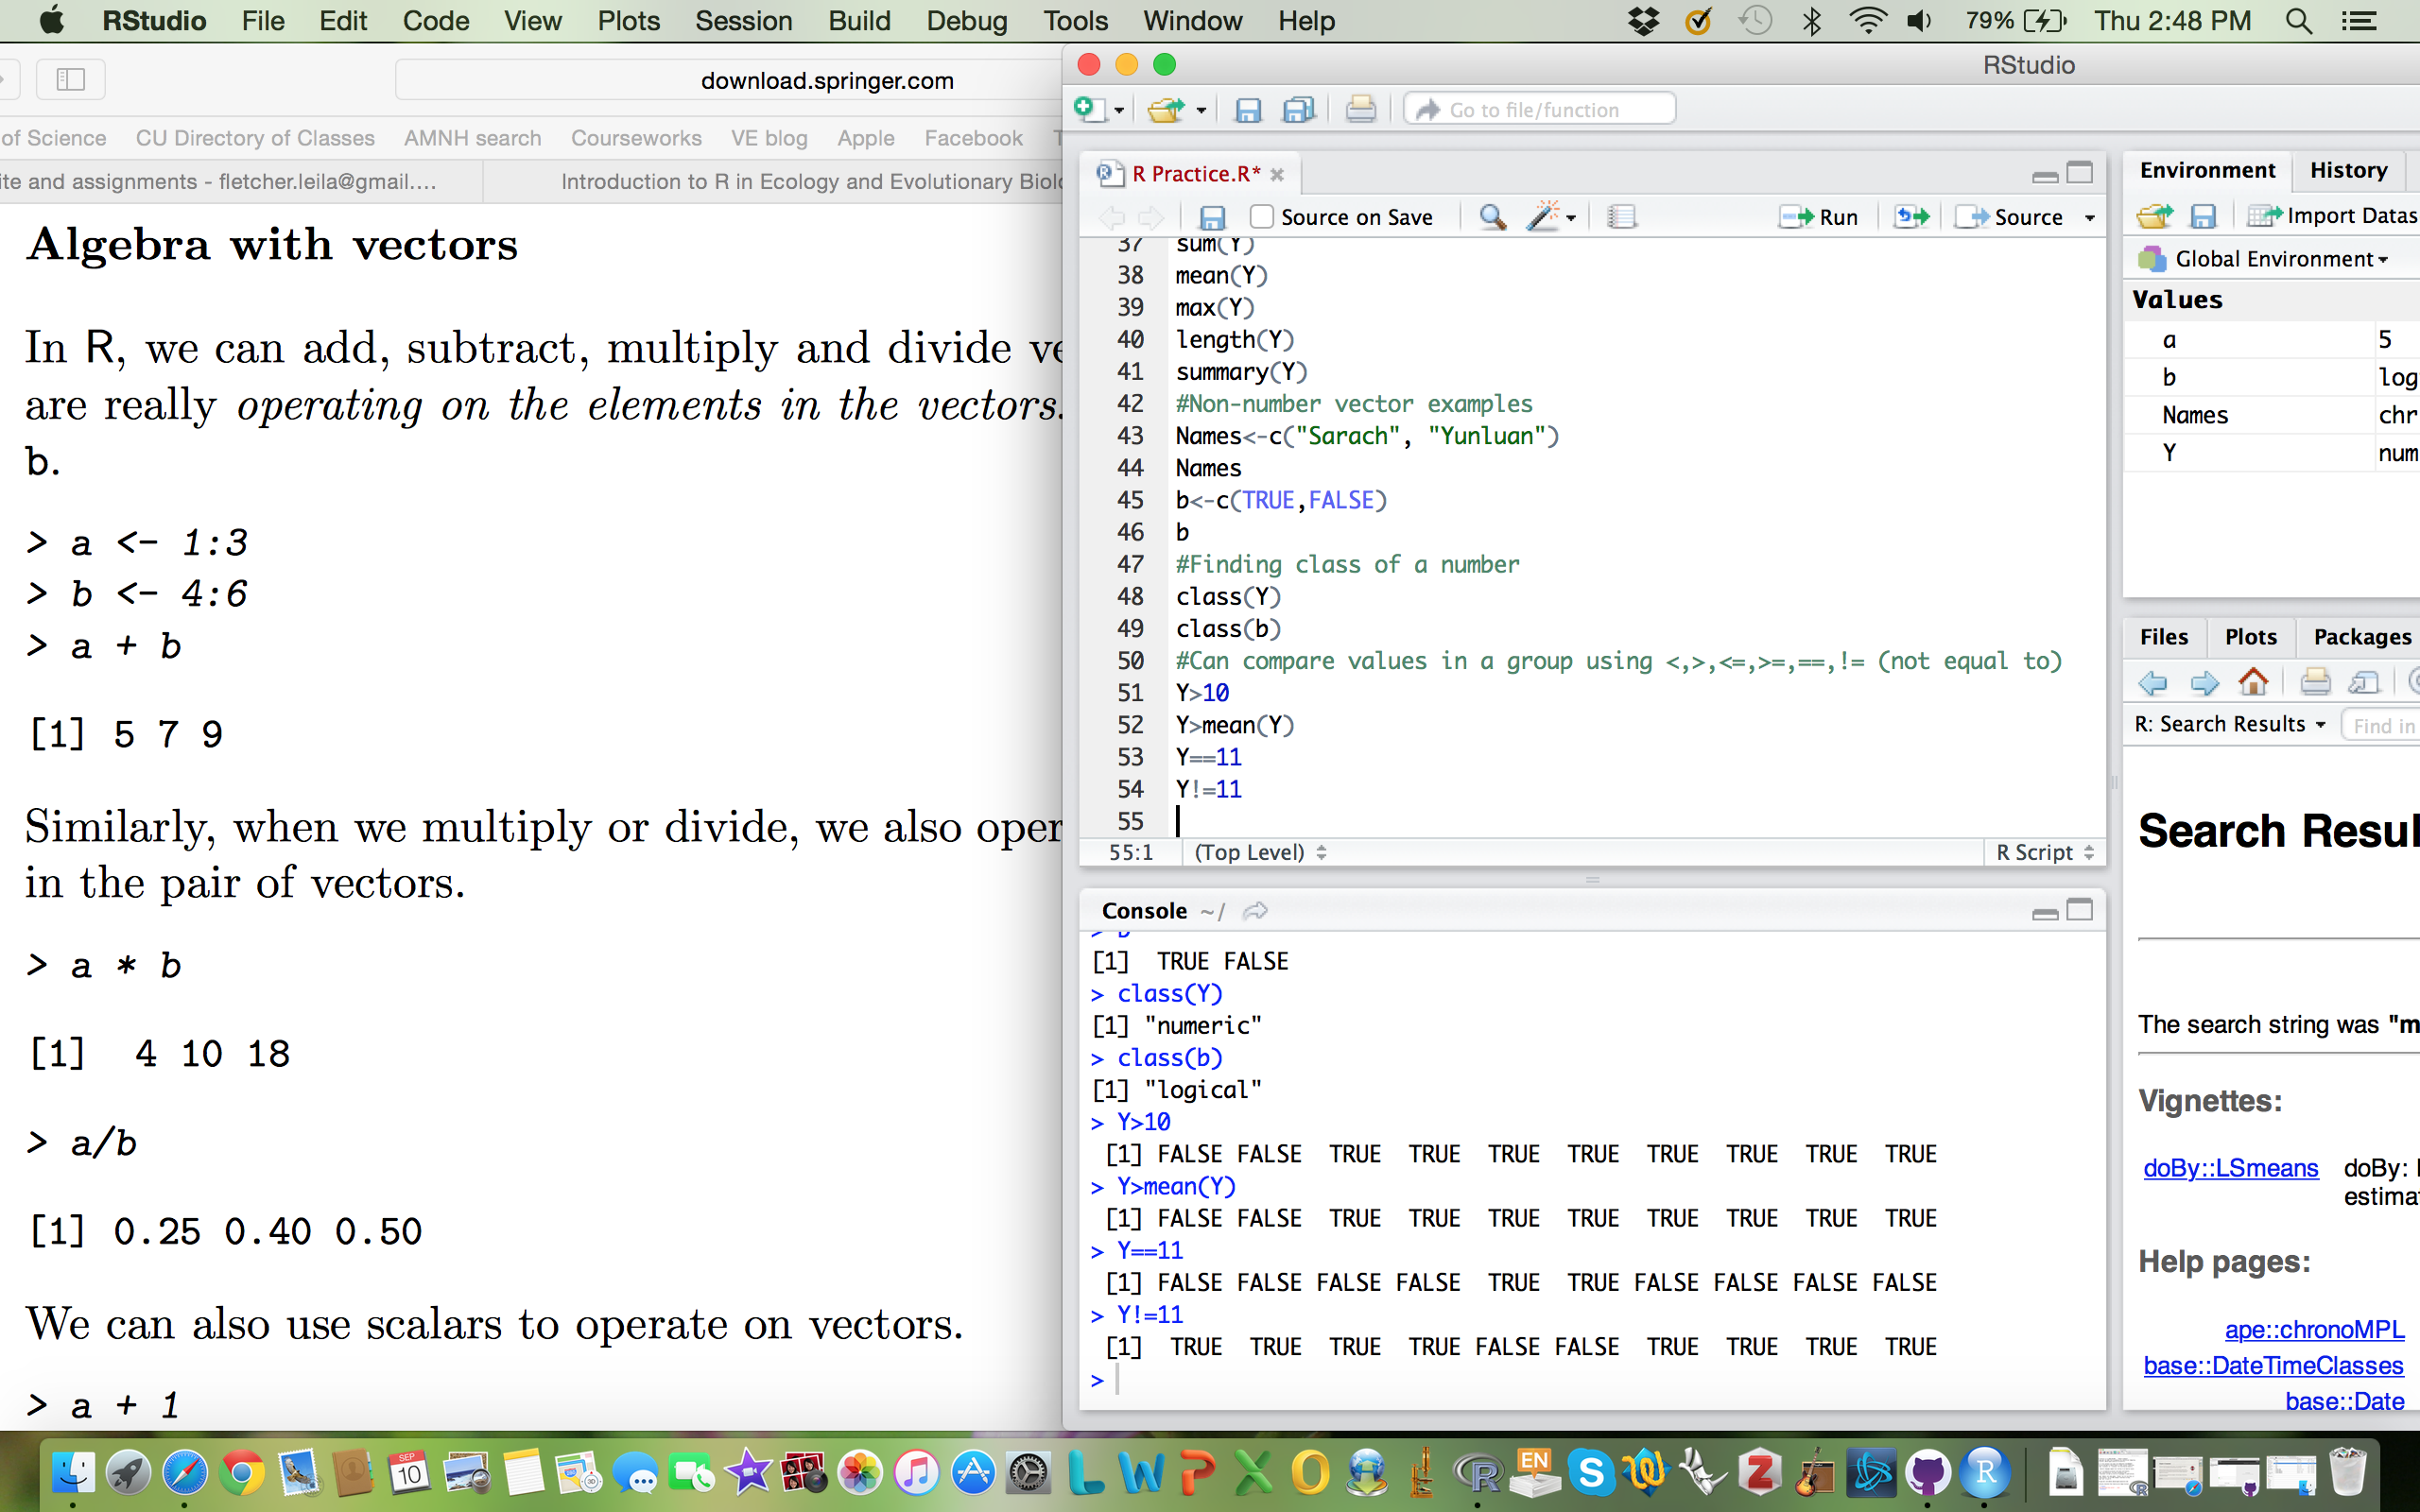 RStudio File Edit Code View Plots Session Build Debug Tools Window Help 79% Thu 2:48 PM
download.springer.com
of Science CU Directory of Classes AMNH search Courseworks VE blog Apple Facebook
ite and assignments - fletcher.leila@gmail.... Introduction to R in Ecology and Evolutionary Biol
Algebra with vectors
In R, we can add, subtract, multiply and divide ve
are really operating on the elements in the vectors.
b.
> a <- 1:3
> b <- 4:6
> a + b
[1] 5 7 9
Similarly, when we multiply or divide, we also oper
in the pair of vectors.
> a * b
[1]  4 10 18
> a/b
[1] 0.25 0.40 0.50
We can also use scalars to operate on vectors.
> a + 1
RStudio
Go to file/function
R Practice.R*
Source on Save Run Source
37 sum(Y)
38 mean(Y)
39 max(Y)
40 length(Y)
41 summary(Y)
42 #Non-number vector examples
43 Names<-c("Sarach", "Yunluan")
44 Names
45 b<-c(TRUE,FALSE)
46 b
47 #Finding class of a number
48 class(Y)
49 class(b)
50 #Can compare values in a group using <,>,<=,>=,==,!= (not equal to)
51 Y>10
52 Y>mean(Y)
53 Y==11
54 Y!=11
55
55:1 (Top Level) R Script
Console ~/
> b
[1]  TRUE FALSE
> class(Y)
[1] "numeric"
> class(b)
[1] "logical"
> Y>10
[1] FALSE FALSE  TRUE  TRUE  TRUE  TRUE  TRUE  TRUE  TRUE  TRUE
> Y>mean(Y)
[1] FALSE FALSE  TRUE  TRUE  TRUE  TRUE  TRUE  TRUE  TRUE  TRUE
> Y==11
[1] FALSE FALSE FALSE FALSE  TRUE  TRUE FALSE FALSE FALSE FALSE
> Y!=11
[1]  TRUE  TRUE  TRUE  TRUE FALSE FALSE  TRUE  TRUE  TRUE  TRUE
>
Environment History
Import Datas
Global Environment
Values
a 5
b log
Names chr
Y num
Files Plots Packages
R: Search Results Find in
Search Resul
The search string was "m
Vignettes:
doBy::LSmeans doBy:
estima
Help pages:
ape::chronoMPL
base::DateTimeClasses
base::Date
SEP
10
EN